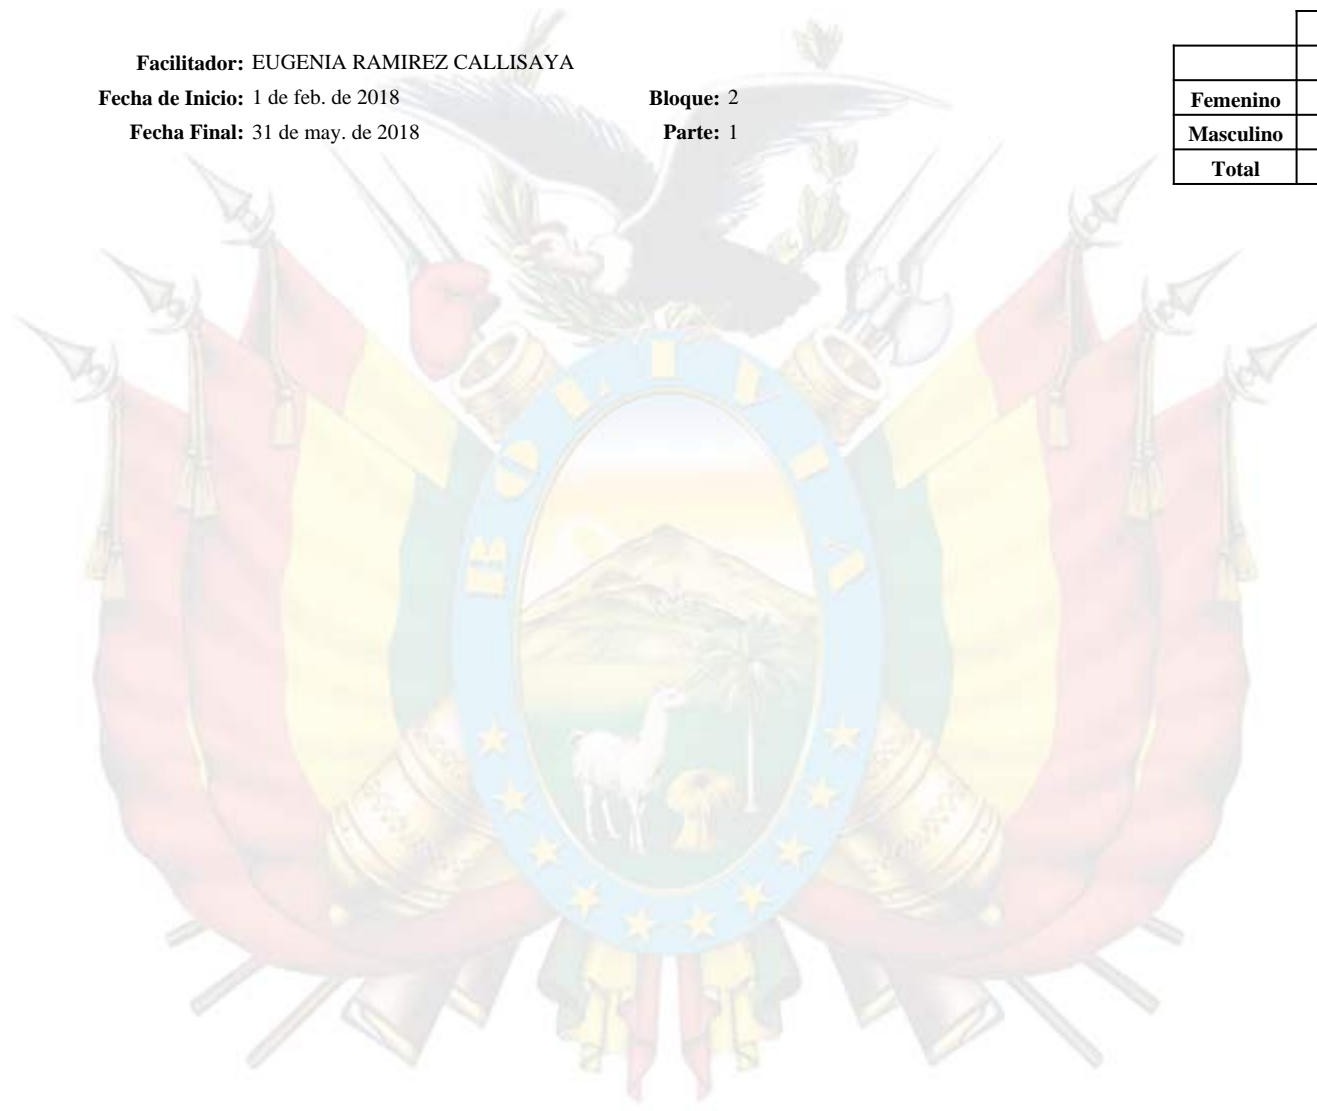 Facilitador: EUGENIA RAMIREZ CALLISAYA
Fecha de Inicio: 1 de feb. de 2018 Bloque: 2
Fecha Final: 31 de may. de 2018 Parte: 1
Femenino
Masculino
Total
BOLIVIA